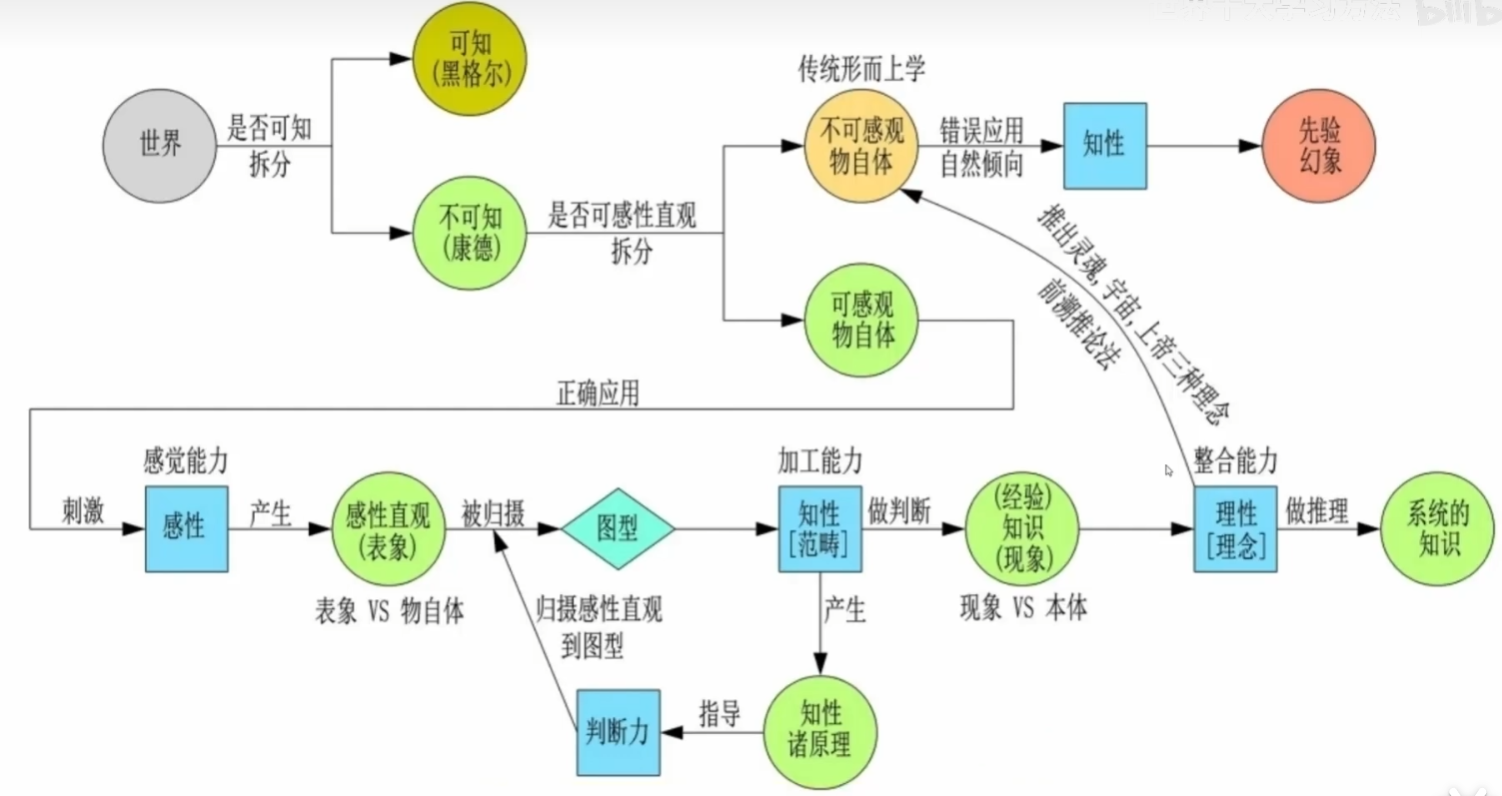 可知
(黑格尔)
世界
是否可知
拆分
不可知
(康德)
是否可感性直观
拆分
传统形而上学
不可感观
物自体
错误应用
自然倾向
知性
先验
幻象
可感观
物自体
推出灵魂, 宇宙, 上帝三种理念
前溯推论法
正确应用
刺激
感觉能力
感性
产生
感性直观
(表象)
表象 VS 物自体
被归摄
图型
加工能力
知性
[范畴]
做判断
(经验)
知识
(现象)
现象 VS 本体
整合能力
理性
[理念]
做推理
系统的
知识
归摄感性直观
到图型
产生
判断力
指导
知性
诸原理